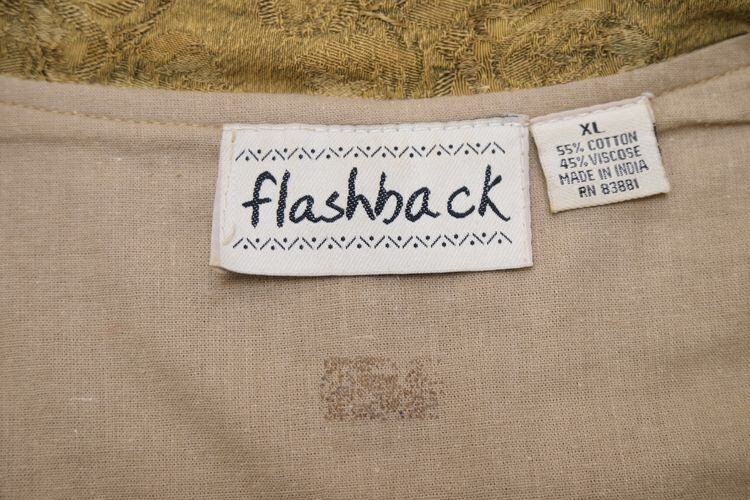 flashback
XL
55% COTTON
45% VISCOSE
MADE IN INDIA
RN 83881